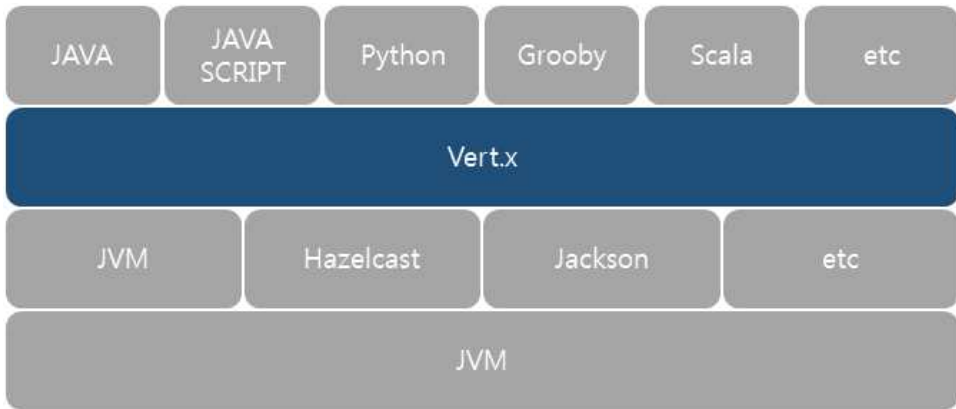 JAVA
JAVA
SCRIPT
Python
Grooby
Scala
etc
Vert.x
JVM
Hazelcast
Jackson
etc
JVM